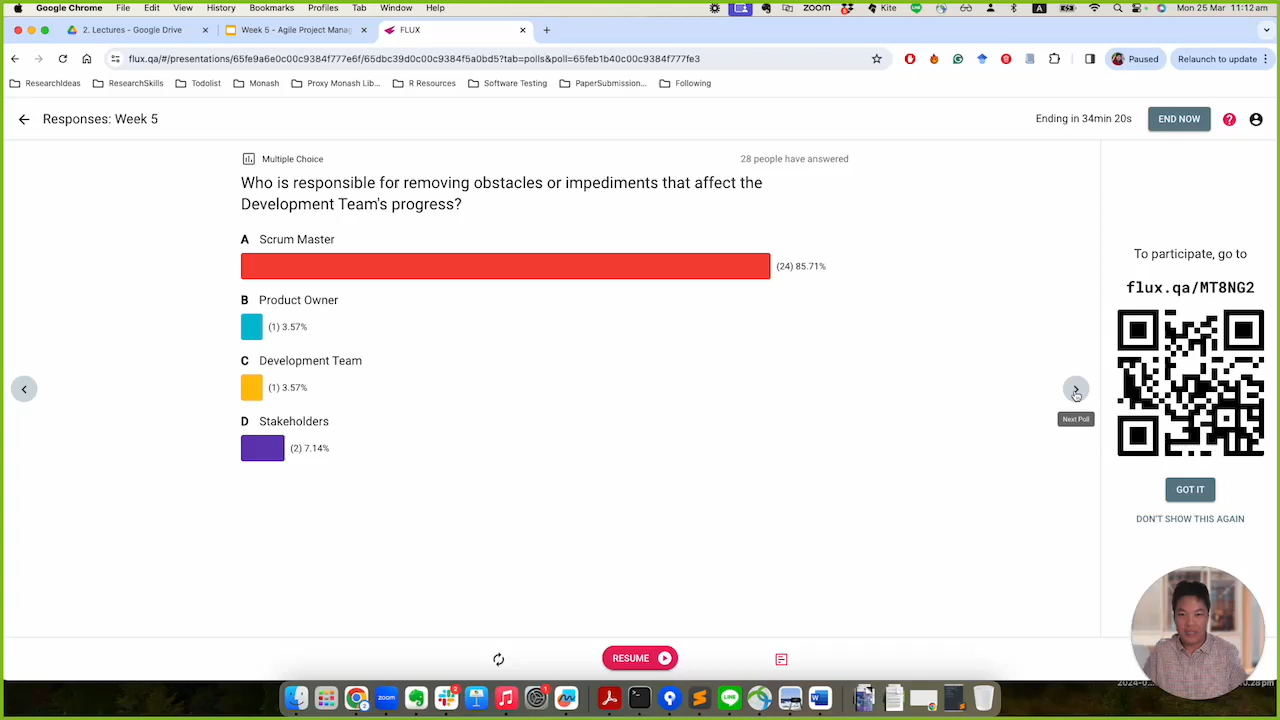 Google Chrome File Edit View History Bookmarks Profiles Tab Window Help zoom Kite A Mon 25 Mar 11:12 am
2. Lectures - Google Drive Week 5 - Agile Project Manag FLUX
flux.qa/#/presentations/65fe9a6e0c00c9384f777e6f/65dbc39d0c00c9384f5a0bd5?tab=polls&poll=65feb1b40c00c9384f777fe3 Paused Relaunch to update
ResearchIdeas ResearchSkills Todolist Monash Proxy Monash Lib... R Resources Software Testing PaperSubmission... Following
Responses: Week 5 Ending in 34min 20s END NOW
Multiple Choice 28 people have answered
Who is responsible for removing obstacles or impediments that affect the
Development Team's progress?
A Scrum Master
(24) 85.71%
B Product Owner
(1) 3.57%
C Development Team
(1) 3.57%
D Stakeholders
(2) 7.14%
Next Poll
To participate, go to
flux.qa/MT8NG2
GOT IT
DON'T SHOW THIS AGAIN
RESUME
zoom